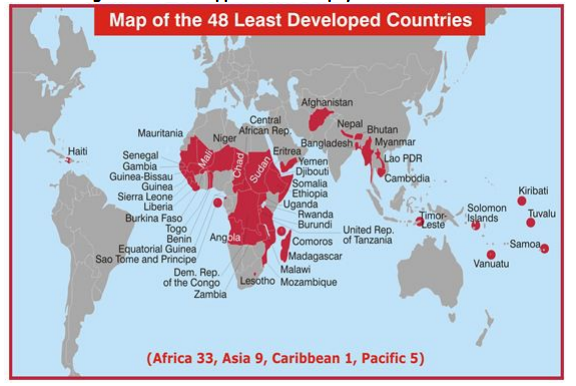 Map of the 48 Least Developed Countries
Afghanistan
Central
African Rep.
Nepal
Bhutan
Mauritania
Niger
Bangladesh
Myanmar
Haiti
Mali
Chad
Sudan
Eritrea
Yemen
Lao PDR
Senegal
Gambia
Djibouti
Cambodia
Guinea-Bissau
Somalia
Guinea
Ethiopia
Kiribati
Sierra Leone
Uganda
Liberia
Rwanda
Timor-
Leste
Solomon
Islands
Tuvalu
Burkina Faso
Burundi
Togo
Angola
United Rep.
of Tanzania
Benin
Comoros
Samoa
Equatorial Guinea
Madagascar
Sao Tome and Principe
Vanuatu
Dem. Rep.
of the Congo
Malawi
Lesotho
Mozambique
Zambia
(Africa 33, Asia 9, Caribbean 1, Pacific 5)